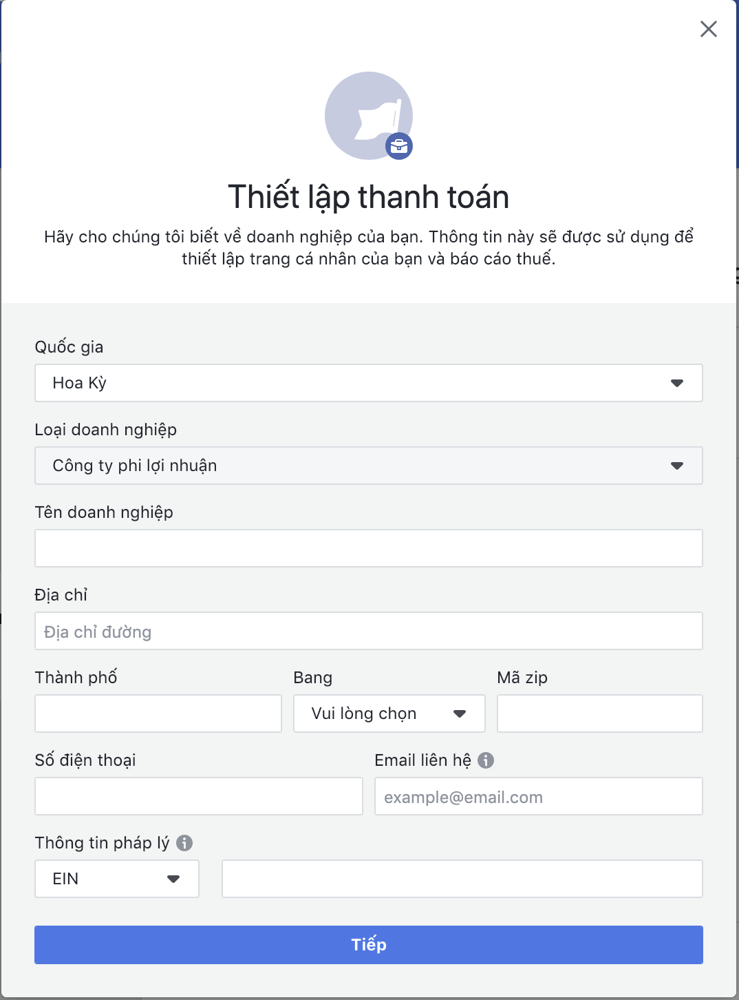 Thiết lập thanh toán
Hãy cho chúng tôi biết về doanh nghiệp của bạn. Thông tin này sẽ được sử dụng để
thiết lập trang cá nhân của bạn và báo cáo thuế.
Quốc gia
Hoa Kỳ
Loại doanh nghiệp
Công ty phi lợi nhuận
Tên doanh nghiệp
Địa chỉ
Địa chỉ đường
Thành phố Bang Mã zip
Vui lòng chọn
Số điện thoại Email liên hệ
example@email.com
Thông tin pháp lý
EIN
Tiếp